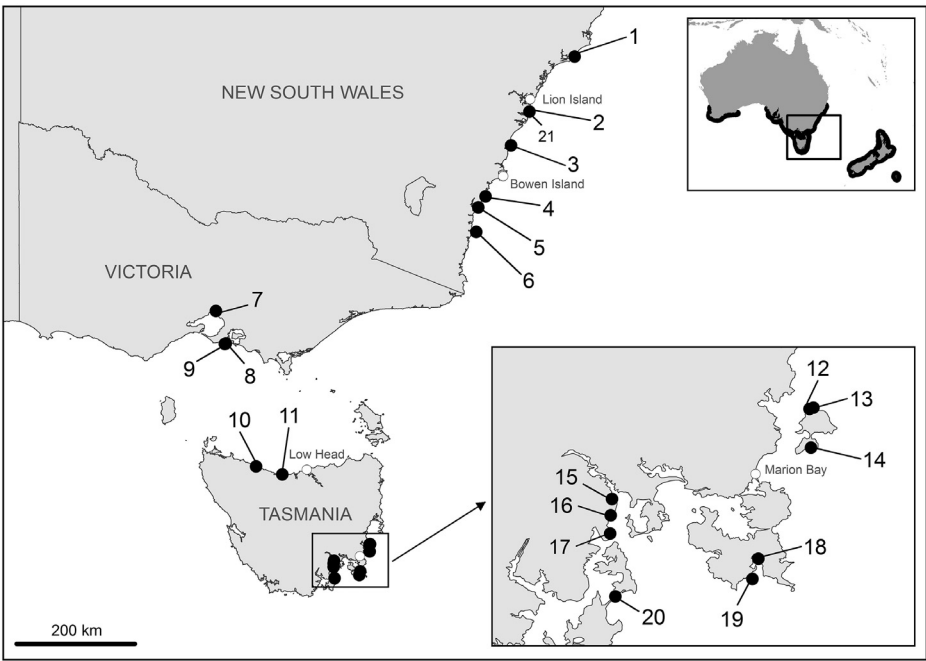 1
NEW SOUTH WALES
Lion Island
2
21
3
Bowen Island
4
5
6
VICTORIA
7
9
8
10
11
Low Head
TASMANIA
200 km
12
13
14
Marion Bay
15
16
17
18
19
20